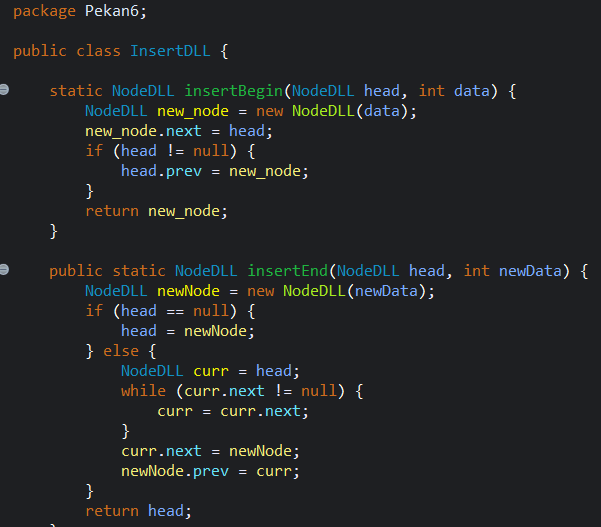 package Pekan6;
public class InsertDLL {
    static NodeDLL insertBegin(NodeDLL head, int data) {
        NodeDLL new_node = new NodeDLL(data);
        new_node.next = head;
        if (head != null) {
            head.prev = new_node;
        }
        return new_node;
    }
    public static NodeDLL insertEnd(NodeDLL head, int newData) {
        NodeDLL newNode = new NodeDLL(newData);
        if (head == null) {
            head = newNode;
        } else {
            NodeDLL curr = head;
            while (curr.next != null) {
                curr = curr.next;
            }
            curr.next = newNode;
            newNode.prev = curr;
        }
        return head;